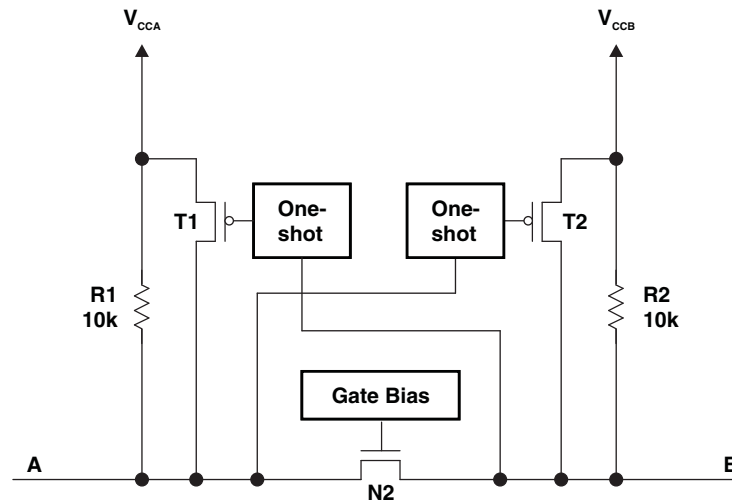 VCCA
VCCB
T1
One-
shot
One-
shot
T2
R1
10k
R2
10k
Gate Bias
A
B
N2